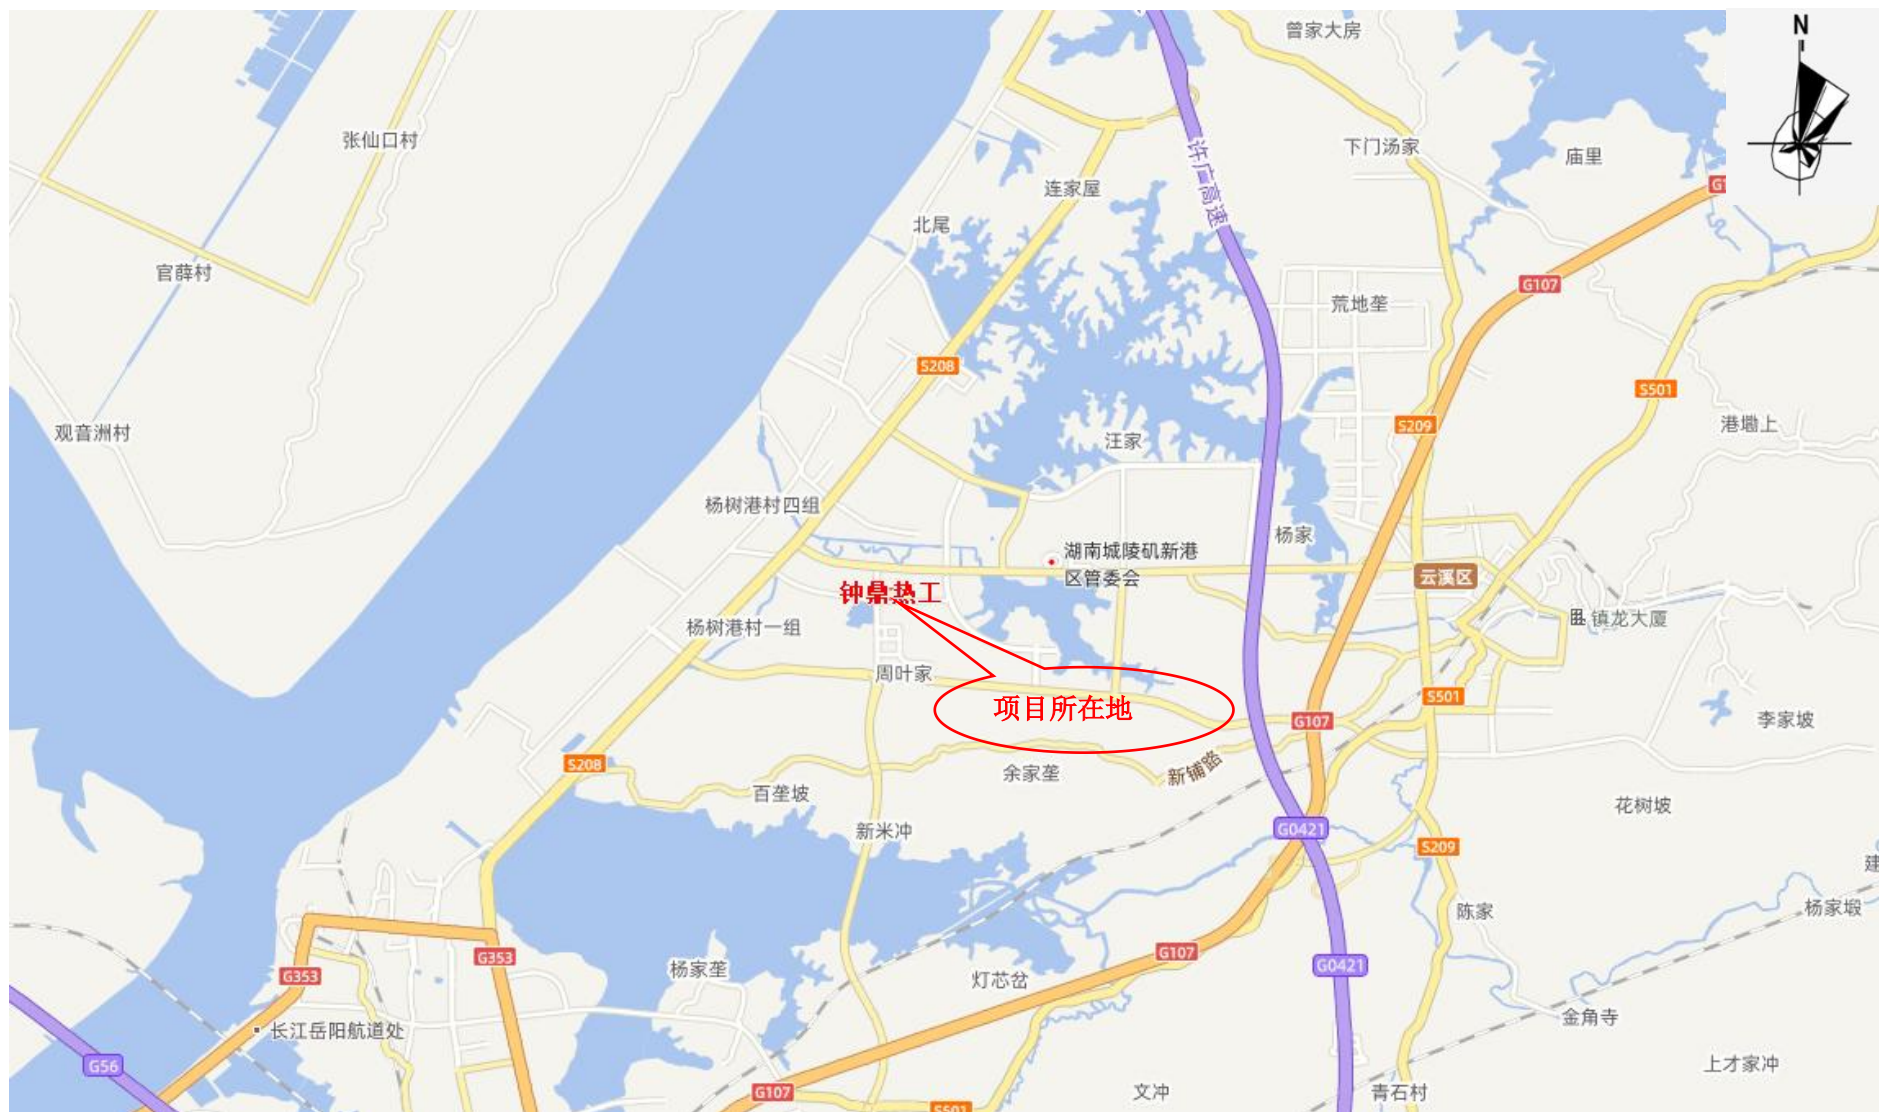 曾家大房
N
张仙口村
许广高速
下门汤家
庙里
连家屋
北尾
官薛村
G107
荒地垄
S208
S501
S209
港塴上
观音洲村
汪家
杨树港村四组
杨家
湖南城陵矶新港
区管委会
云溪区
钟鼎热工
镇龙大厦
杨树港村一组
周叶家
项目所在地
S501
G107
李家坡
S208
新铺路
余家垄
百垄坡
花树坡
新米冲
G0421
S209
建
杨家塅
陈家
G353
G107
G0421
G353
杨家垄
灯芯岔
金角寺
长江岳阳航道处
G56
上才家冲
G107
文冲
青石村
S501